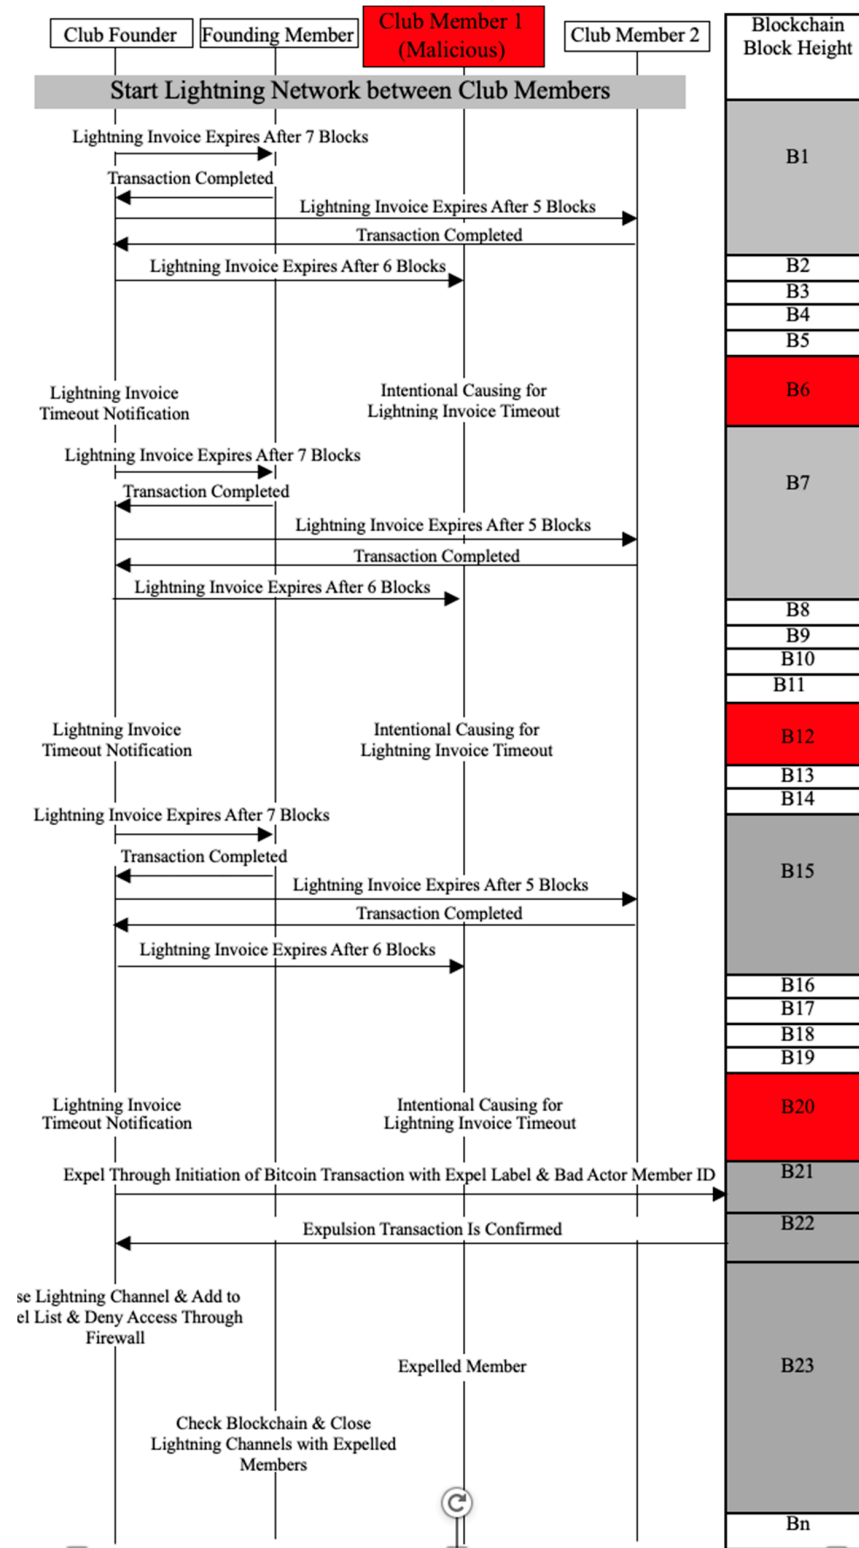 Club Founder
Founding Member
Club Member 1
(Malicious)
Club Member 2
Blockchain
Block Height
Start Lightning Network between Club Members
Lightning Invoice Expires After 7 Blocks
B1
Transaction Completed
Lightning Invoice Expires After 5 Blocks
Transaction Completed
Lightning Invoice Expires After 6 Blocks
B2
B3
B4
B5
Lightning Invoice
Timeout Notification
Intentional Causing for
Lightning Invoice Timeout
B6
Lightning Invoice Expires After 7 Blocks
B7
Transaction Completed
Lightning Invoice Expires After 5 Blocks
Transaction Completed
Lightning Invoice Expires After 6 Blocks
B8
B9
B10
B11
Lightning Invoice
Timeout Notification
Intentional Causing for
Lightning Invoice Timeout
B12
B13
B14
Lightning Invoice Expires After 7 Blocks
Transaction Completed
B15
Lightning Invoice Expires After 5 Blocks
Transaction Completed
Lightning Invoice Expires After 6 Blocks
B16
B17
B18
B19
Lightning Invoice
Timeout Notification
Intentional Causing for
Lightning Invoice Timeout
B20
Expel Through Initiation of Bitcoin Transaction with Expel Label & Bad Actor Member ID
B21
Expulsion Transaction Is Confirmed
B22
se Lightning Channel & Add to
el List & Deny Access Through
Firewall
Expelled Member
B23
Check Blockchain & Close
Lightning Channels with Expelled
Members
Bn